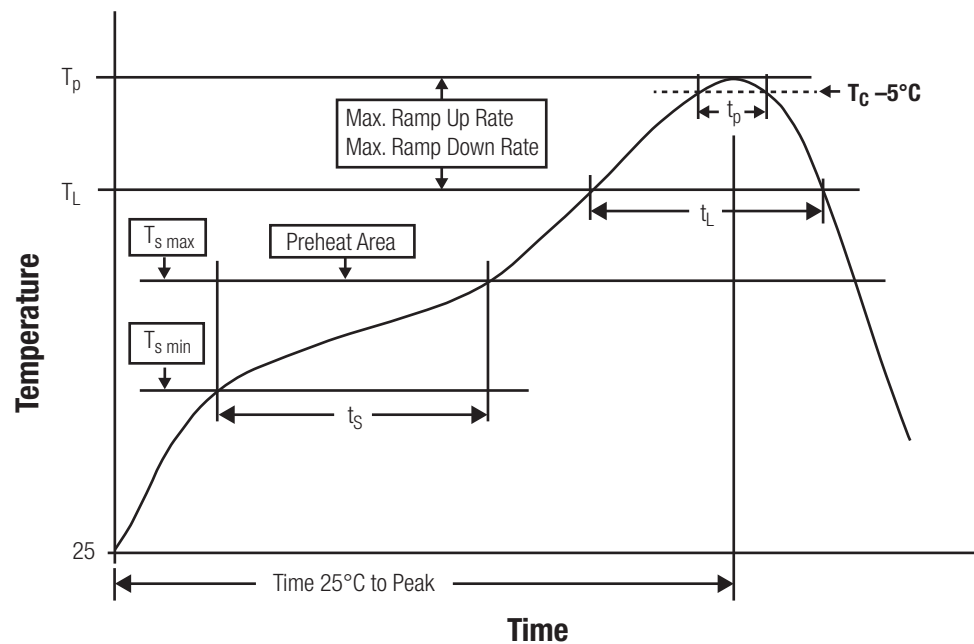 Tp
TC –5°C
tp
Max. Ramp Up Rate
Max. Ramp Down Rate
TL
tL
Ts max
Preheat Area
Ts min
tS
Temperature
25
Time 25°C to Peak
Time